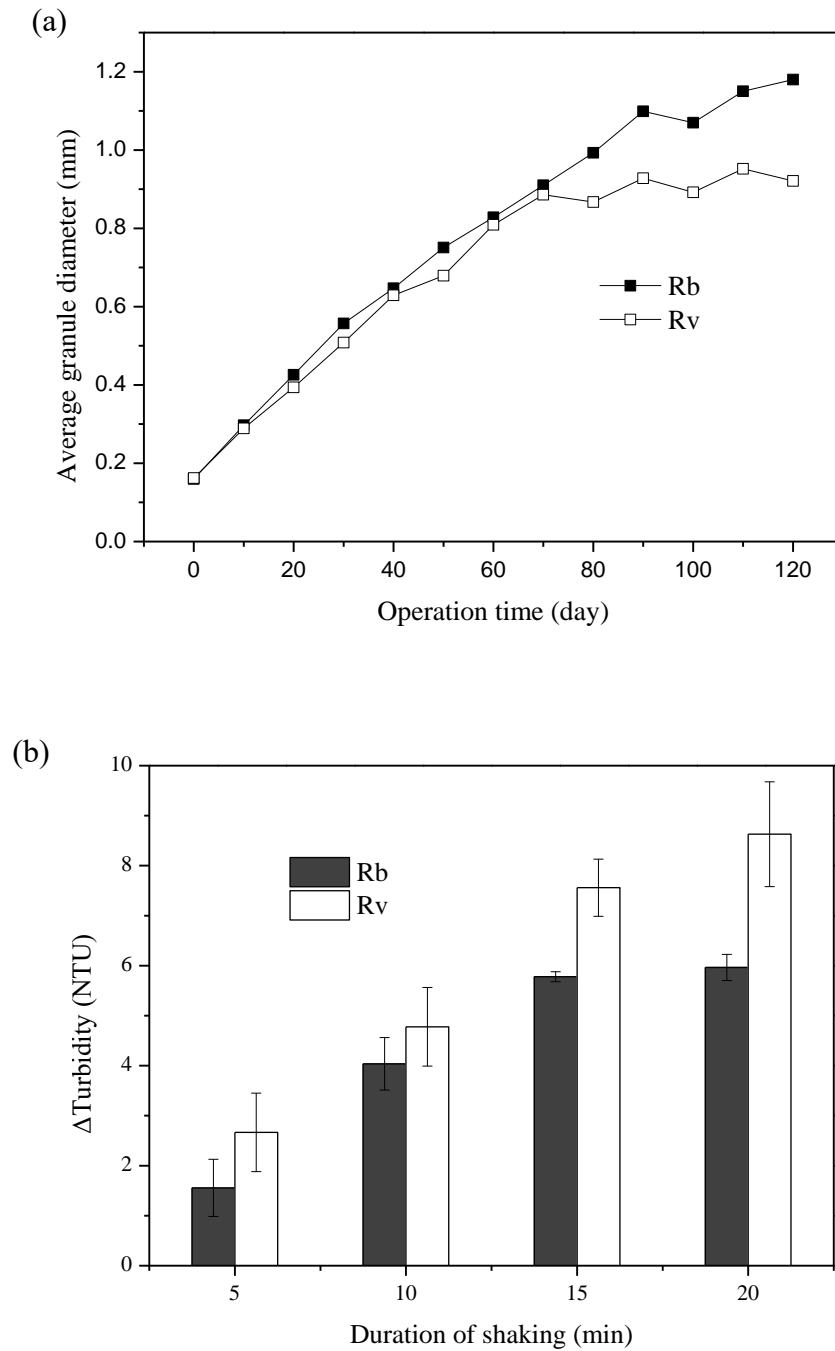 (a)
1.2
1.0
0.8
0.6
0.4
0.2
0.0
Average granule diameter (mm)
Rb
Rv
0 20 40 60 80 100 120
Operation time (day)
(b)
10
8
6
4
2
0
ΔTurbidity (NTU)
Rb
Rv
5 10 15 20
Duration of shaking (min)